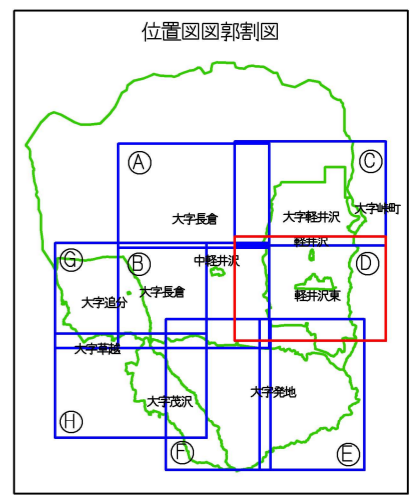 位置図図郭割図
Ⓐ
Ⓒ
大字峠町
大字長倉
大字軽井沢
軽井沢
Ⓖ
Ⓑ
中軽井沢
Ⓓ
大字追分
大字長倉
軽井沢東
大字草越
大字茂沢
大字発地
Ⓗ
Ⓕ
Ⓔ